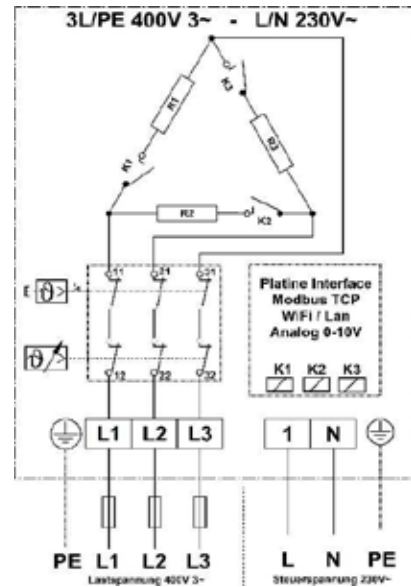 3L/PE 400V 3~ - L/N 230V~
K3
R1
R3
K1
R2
K2
11 21 31
Platine Interface
Modbus TCP
WiFi / Lan
Analog 0-10V
K1 K2 K3
12 22 32
L1 L2 L3 1 N
PE L1 L2 L3 L N PE
Lastspannung 400V 3~ Steuerspannung 230V~